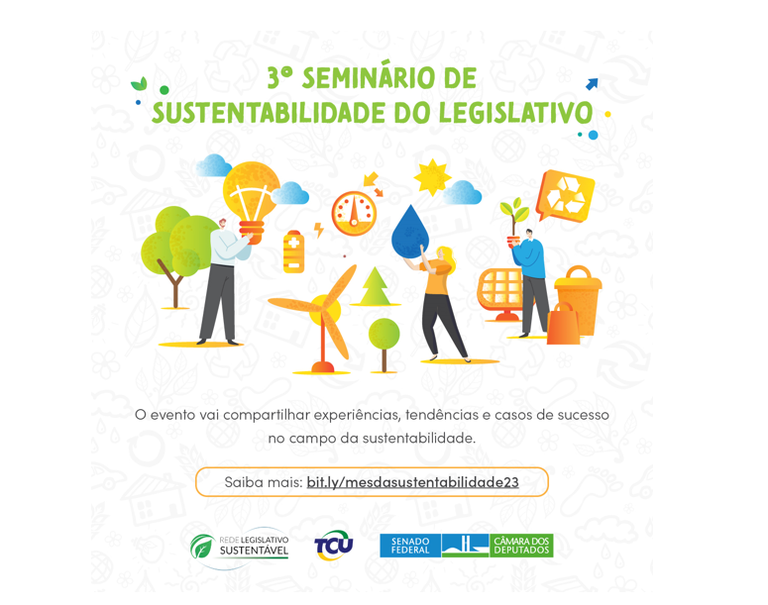 3º SEMINÁRIO DE
SUSTENTABILIDADE DO LEGISLATIVO
O evento vai compartilhar experiências, tendências e casos de sucesso
no campo da sustentabilidade.
Saiba mais: bit.ly/mesdasustentabilidade23
REDE LEGISLATIVO
SUSTENTÁVEL
TCU
SENADO
FEDERAL
CÂMARA DOS
DEPUTADOS